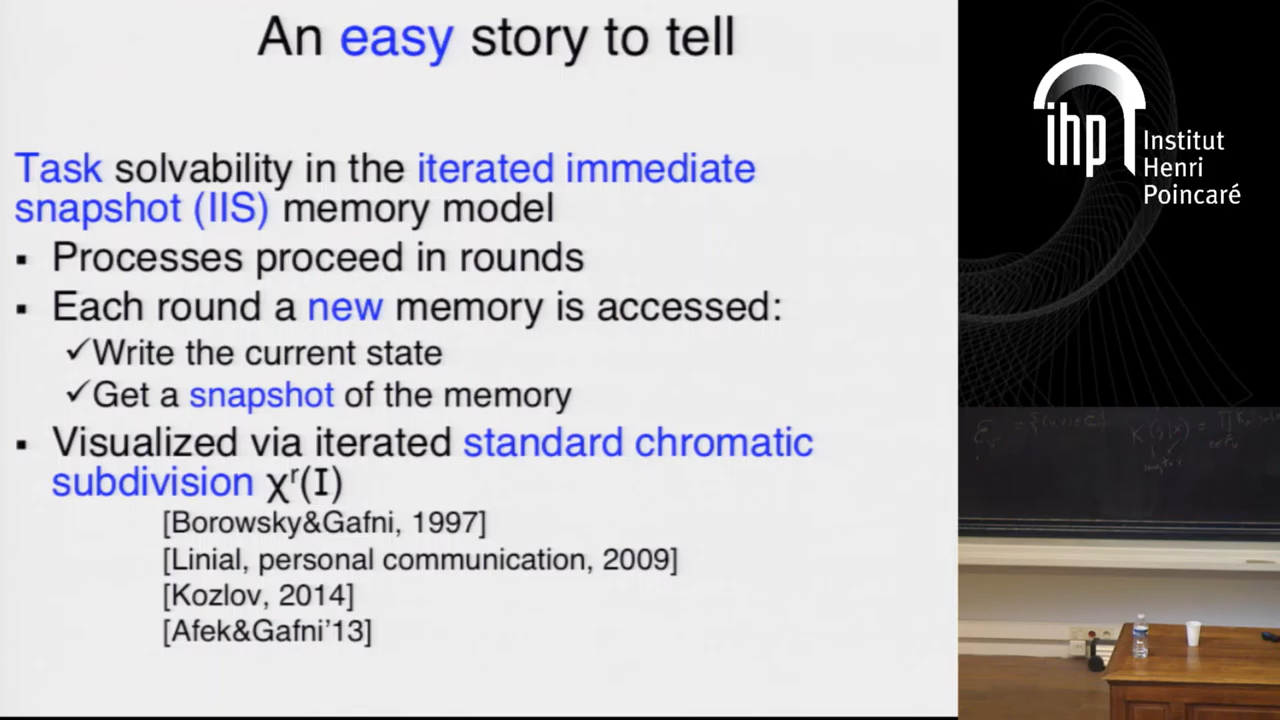 An easy story to tell
Task solvability in the iterated immediate
snapshot (IIS) memory model
▪ Processes proceed in rounds
▪ Each round a new memory is accessed:
✓Write the current state
✓Get a snapshot of the memory
▪ Visualized via iterated standard chromatic
subdivision χʳ(I)
[Borowsky&Gafni, 1997]
[Linial, personal communication, 2009]
[Kozlov, 2014]
[Afek&Gafni'13]
ihp
Institut
Henri
Poincaré